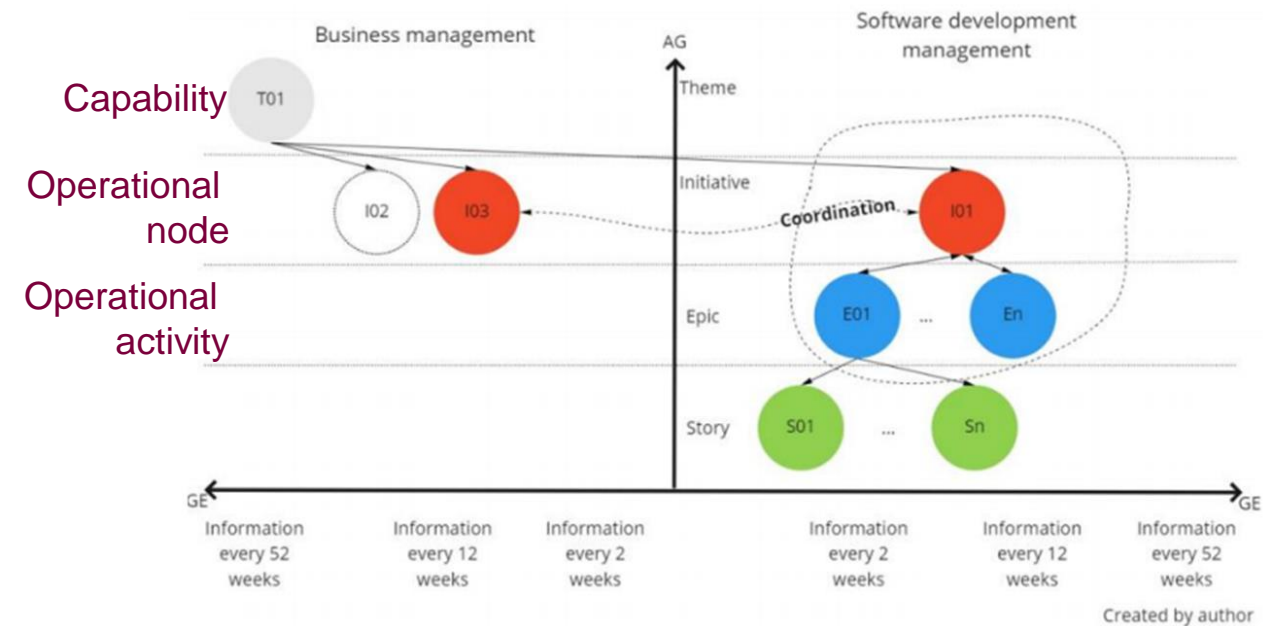 Business management
Software development
management
AG
Capability
T01
Theme
Operational
node
I02
I03
Initiative
Coordination
I01
Operational
activity
Epic
E01
...
En
Story
S01
...
Sn
GE
GE
Information
every 52
weeks
Information
every 12
weeks
Information
every 2
weeks
Information
every 2
weeks
Information
every 12
weeks
Information
every 52
weeks
Created by author